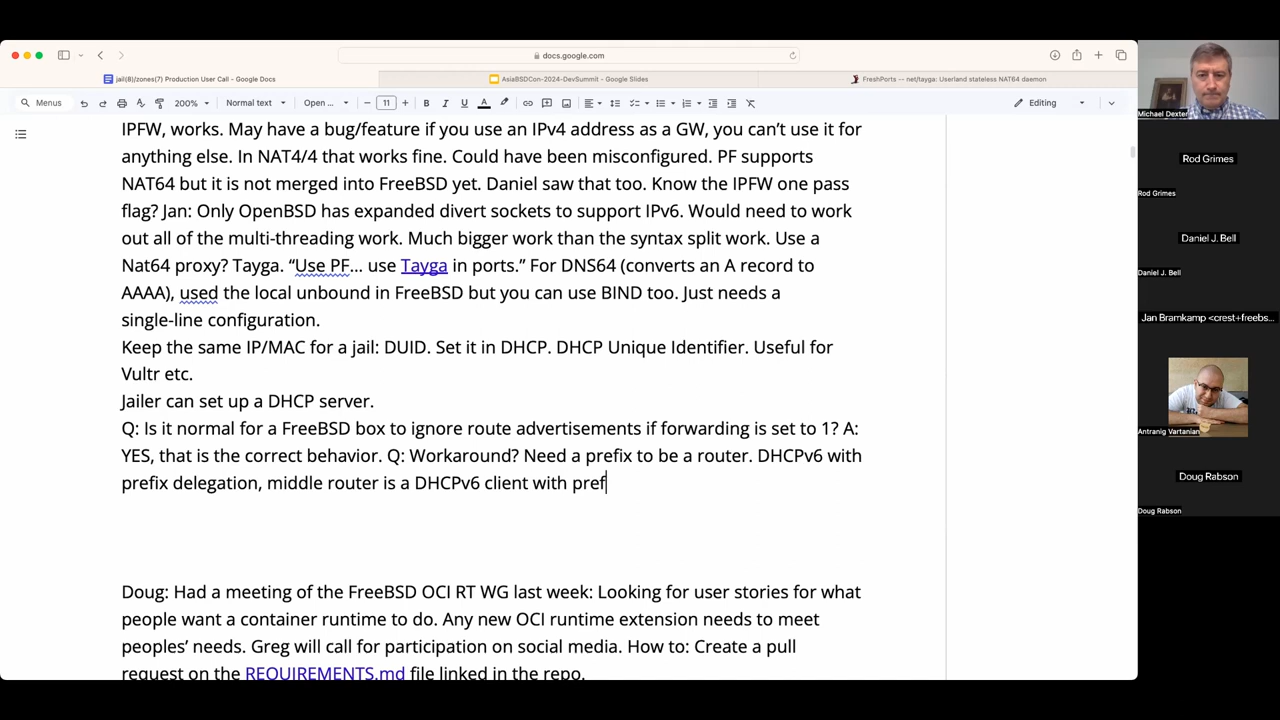 docs.google.com
jail(8)/zones(7) Production User Call - Google Docs
AsiaBSDCon-2024-DevSummit - Google Slides
FreshPorts -- net/tayga: Userland stateless NAT64 daemon
Menus
200%
Normal text
Open ...
11
Editing
IPFW, works. May have a bug/feature if you use an IPv4 address as a GW, you can't use it for
anything else. In NAT4/4 that works fine. Could have been misconfigured. PF supports
NAT64 but it is not merged into FreeBSD yet. Daniel saw that too. Know the IPFW one pass
flag? Jan: Only OpenBSD has expanded divert sockets to support IPv6. Would need to work
out all of the multi-threading work. Much bigger work than the syntax split work. Use a
Nat64 proxy? Tayga. “Use PF... use Tayga in ports.” For DNS64 (converts an A record to
AAAA), used the local unbound in FreeBSD but you can use BIND too. Just needs a
single-line configuration.
Keep the same IP/MAC for a jail: DUID. Set it in DHCP. DHCP Unique Identifier. Useful for
Vultr etc.
Jailer can set up a DHCP server.
Q: Is it normal for a FreeBSD box to ignore route advertisements if forwarding is set to 1? A:
YES, that is the correct behavior. Q: Workaround? Need a prefix to be a router. DHCPv6 with
prefix delegation, middle router is a DHCPv6 client with pref
Doug: Had a meeting of the FreeBSD OCI RT WG last week: Looking for user stories for what
people want a container runtime to do. Any new OCI runtime extension needs to meet
peoples’ needs. Greg will call for participation on social media. How to: Create a pull
request on the REQUIREMENTS.md file linked in the repo.
Michael Dexter
Rod Grimes
Rod Grimes
Daniel J. Bell
Daniel J. Bell
Jan Bramkamp <crest+freebs...
Antranig Vartanian
Doug Rabson
Doug Rabson